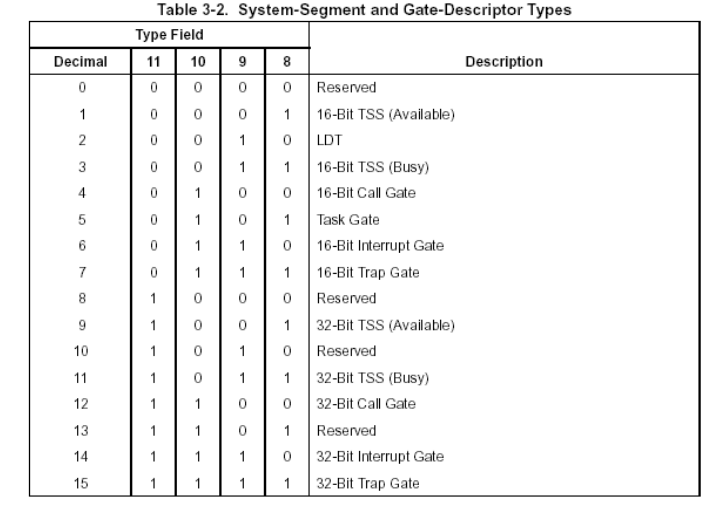 Table 3-2. System-Segment and Gate-Descriptor Types
Type Field
Decimal 11 10 9 8 Description
0 0 0 0 0 Reserved
1 0 0 0 1 16-Bit TSS (Available)
2 0 0 1 0 LDT
3 0 0 1 1 16-Bit TSS (Busy)
4 0 1 0 0 16-Bit Call Gate
5 0 1 0 1 Task Gate
6 0 1 1 0 16-Bit Interrupt Gate
7 0 1 1 1 16-Bit Trap Gate
8 1 0 0 0 Reserved
9 1 0 0 1 32-Bit TSS (Available)
10 1 0 1 0 Reserved
11 1 0 1 1 32-Bit TSS (Busy)
12 1 1 0 0 32-Bit Call Gate
13 1 1 0 1 Reserved
14 1 1 1 0 32-Bit Interrupt Gate
15 1 1 1 1 32-Bit Trap Gate